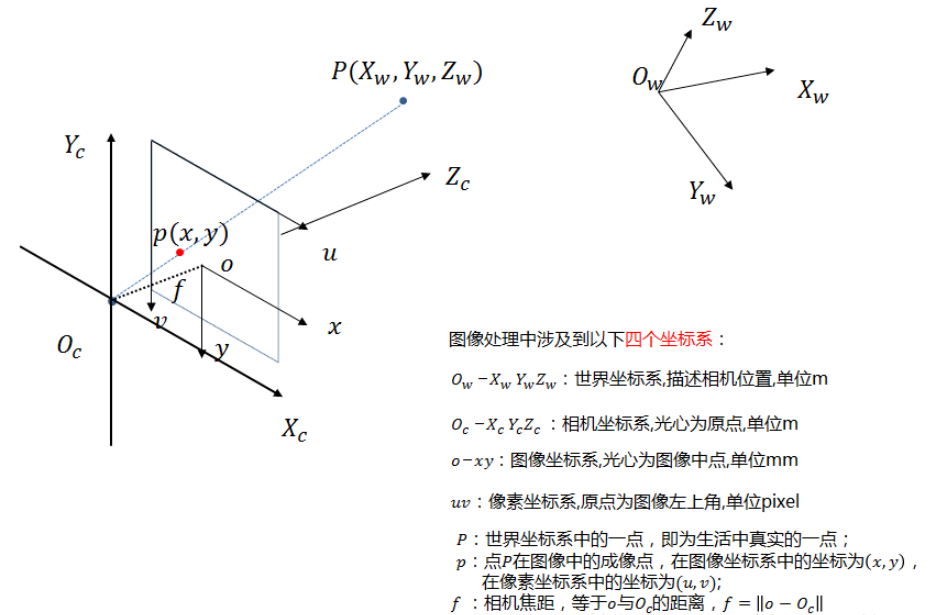 Z_w
P(X_w, Y_w, Z_w)
O_w
X_w
Y_c
Z_c
Y_w
p(x, y)
u
o
f
v
x
O_c
y
X_c
图像处理中涉及到以下四个坐标系：
O_w − X_w Y_w Z_w：世界坐标系,描述相机位置,单位m
O_c − X_c Y_c Z_c：相机坐标系,光心为原点,单位m
o − xy：图像坐标系,光心为图像中点,单位mm
uv：像素坐标系,原点为图像左上角,单位pixel
P：世界坐标系中的一点，即为生活中真实的一点；
p：点P在图像中的成像点，在图像坐标系中的坐标为(x, y)，
在像素坐标系中的坐标为(u, v);
f：相机焦距，等于o与O_c的距离，f = ‖o − O_c‖